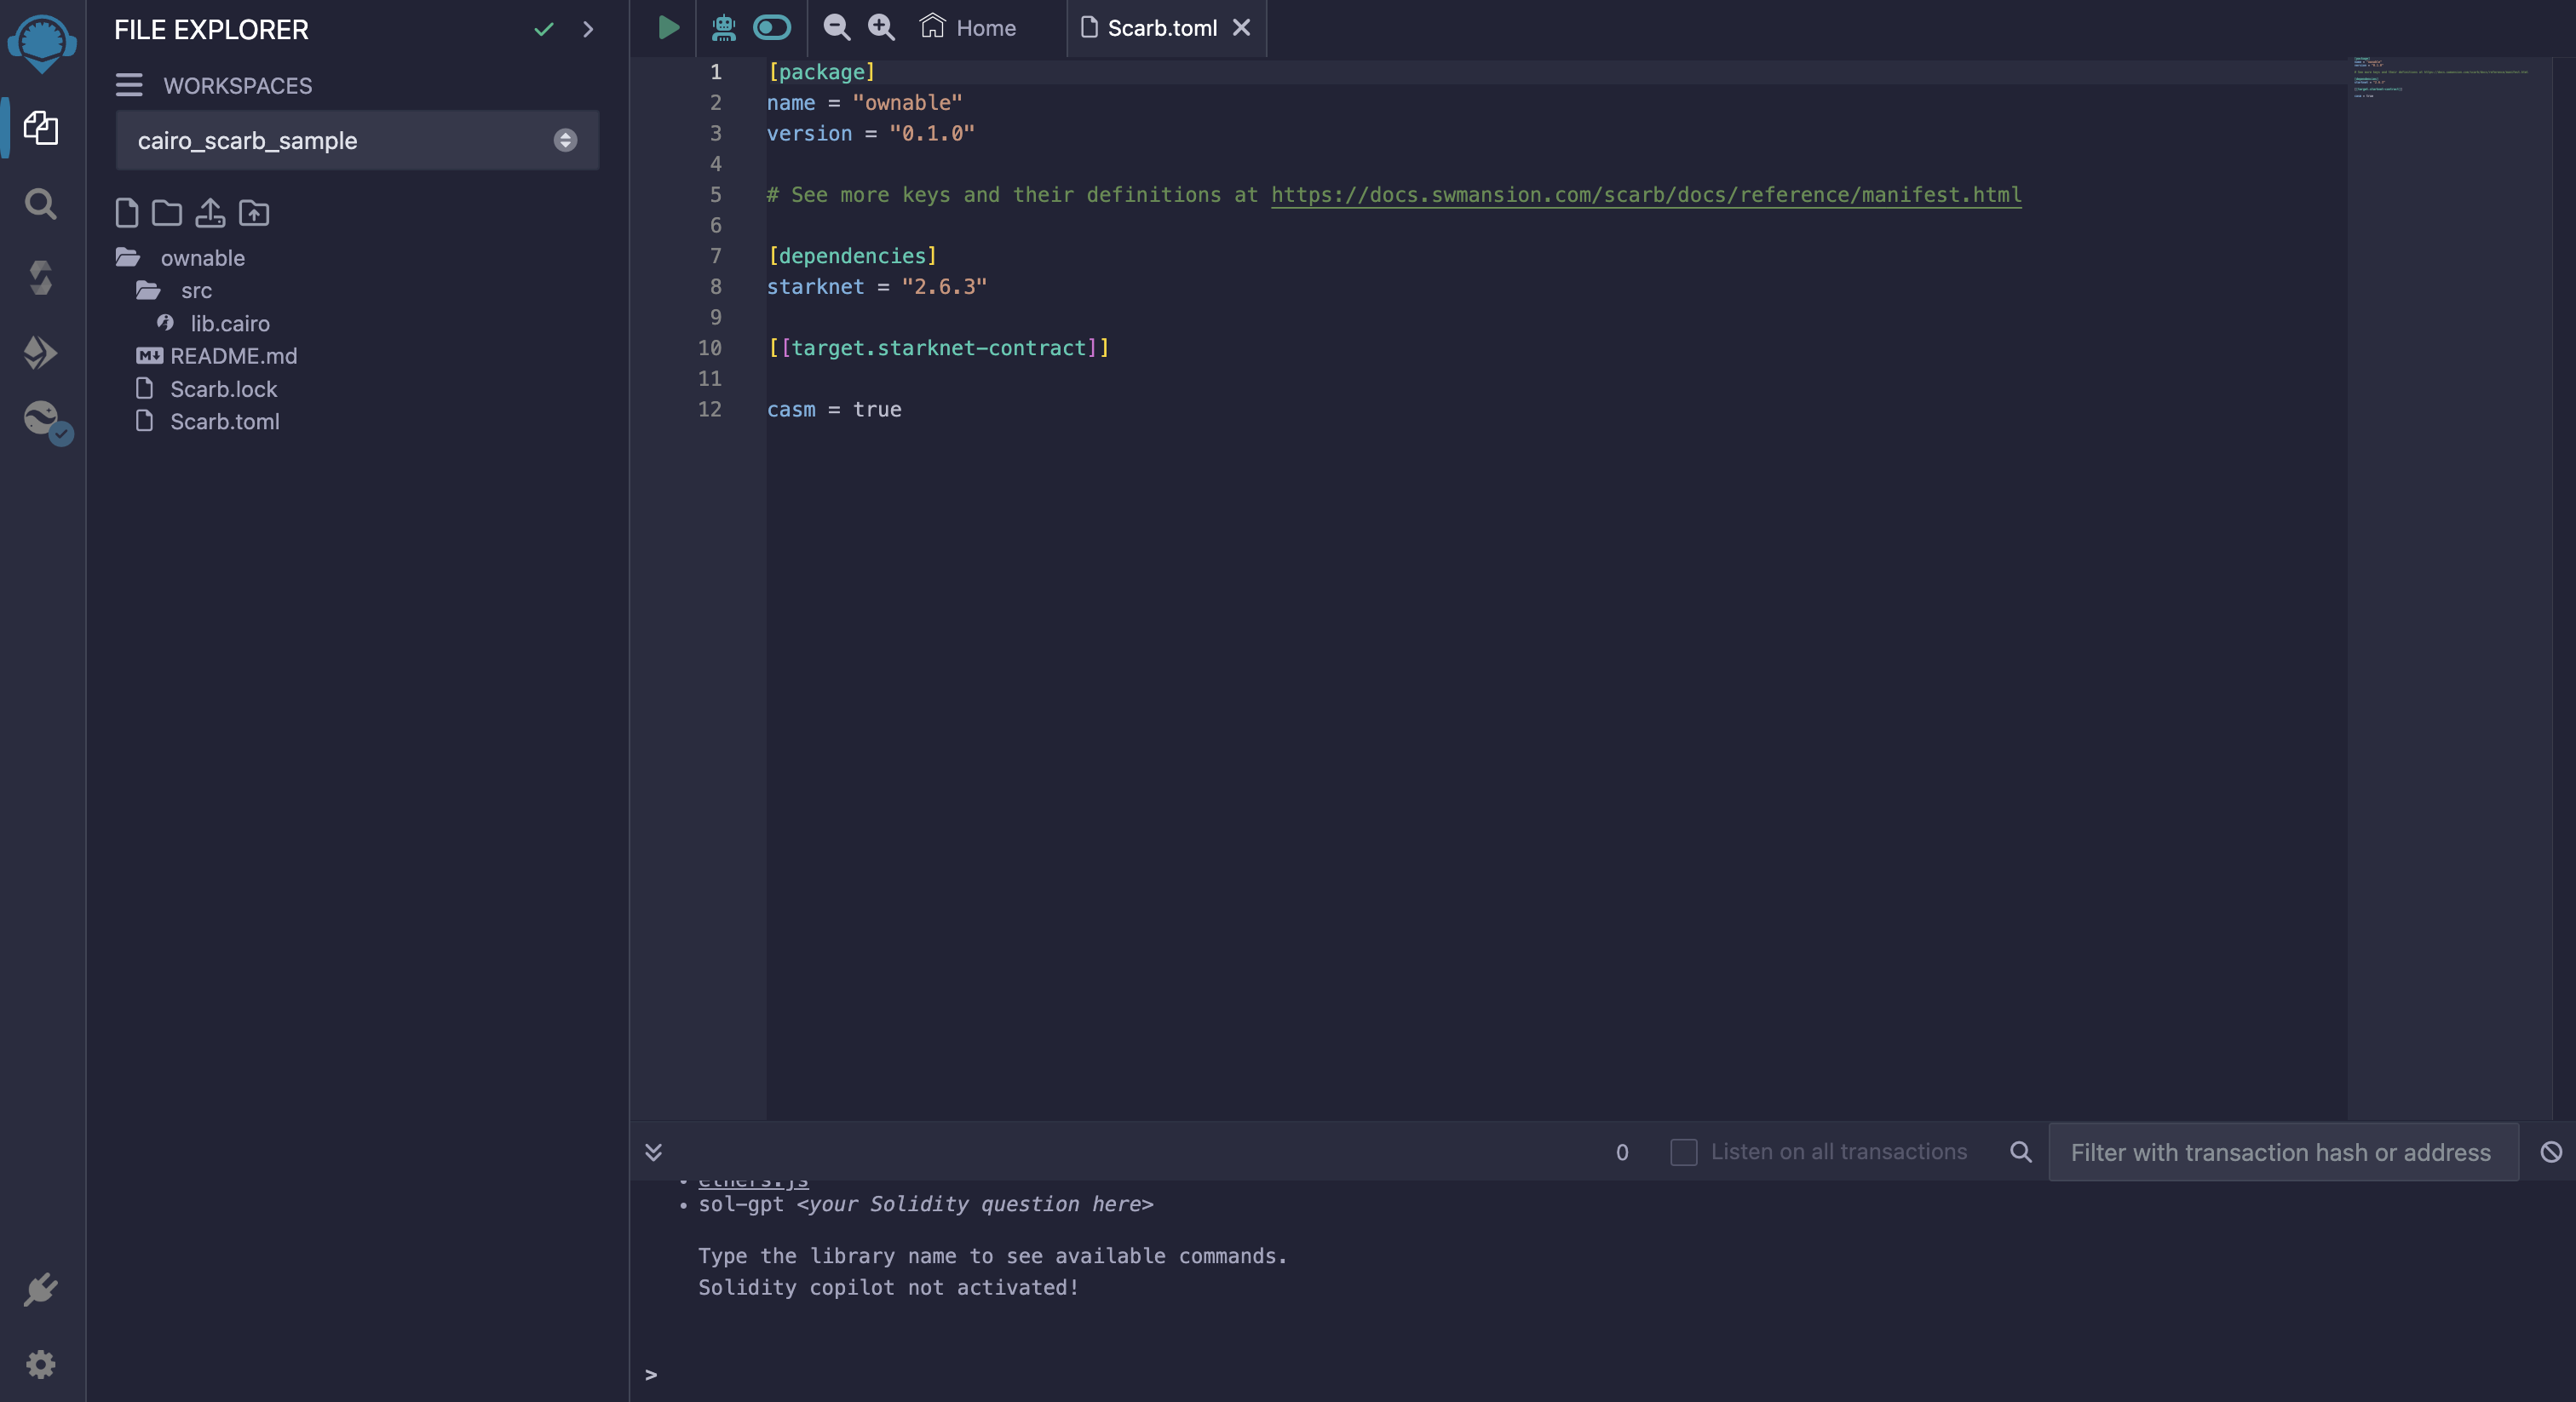 FILE EXPLORER
WORKSPACES
cairo_scarb_sample
ownable
src
lib.cairo
README.md
Scarb.lock
Scarb.toml
Home
Scarb.toml
1 [package]
2 name = "ownable"
3 version = "0.1.0"
4
5 # See more keys and their definitions at https://docs.swmansion.com/scarb/docs/reference/manifest.html
6
7 [dependencies]
8 starknet = "2.6.3"
9
10 [[target.starknet-contract]]
11
12 casm = true
0 Listen on all transactions Filter with transaction hash or address
• ethers.js
• sol-gpt <your Solidity question here>
Type the library name to see available commands.
Solidity copilot not activated!
>